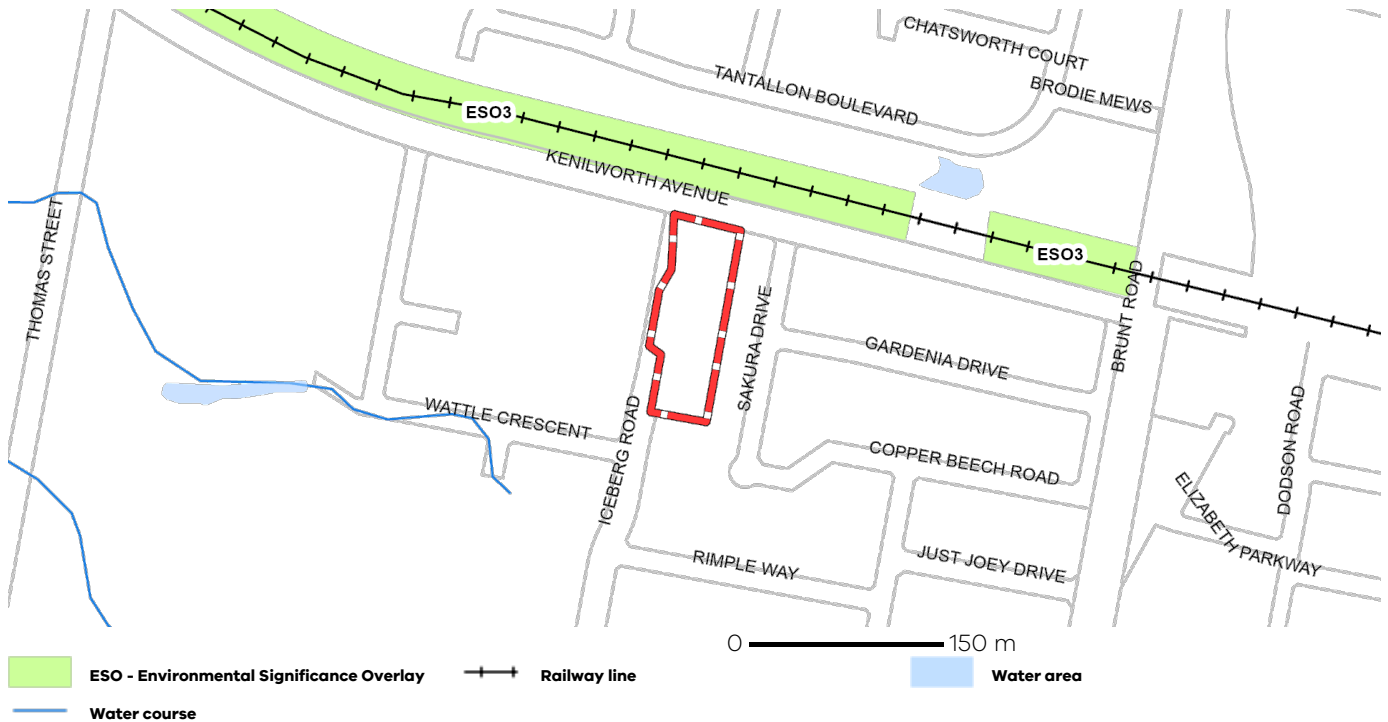 CHATSWORTH COURT
TANTALLON BOULEVARD
BRODIE MEWS
ESO3
KENILWORTH AVENUE
THOMAS STREET
ESO3
BRUNT ROAD
SAKURA DRIVE
GARDENIA DRIVE
WATTLE CRESCENT
ICEBERG ROAD
COPPER BEECH ROAD
DODSON ROAD
ELIZABETH PARKWAY
RIMPLE WAY
JUST JOEY DRIVE
0 150 m
ESO - Environmental Significance Overlay
Railway line
Water area
Water course